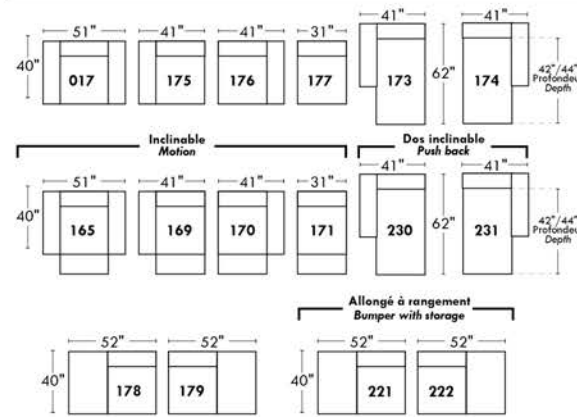 51" 41" 41" 31" 41" 41"
40" 017 175 176 177 173 62" 174 42"/44"
Profondeur
Depth
Inclinable
Motion
Dos inclinable
Push back
51" 41" 41" 31" 41" 41"
40" 165 169 170 171 230 62" 231 42"/44"
Profondeur
Depth
Allongé à rangement
Bumper with storage
52" 52" 52" 52"
40" 178 179 40" 221 222